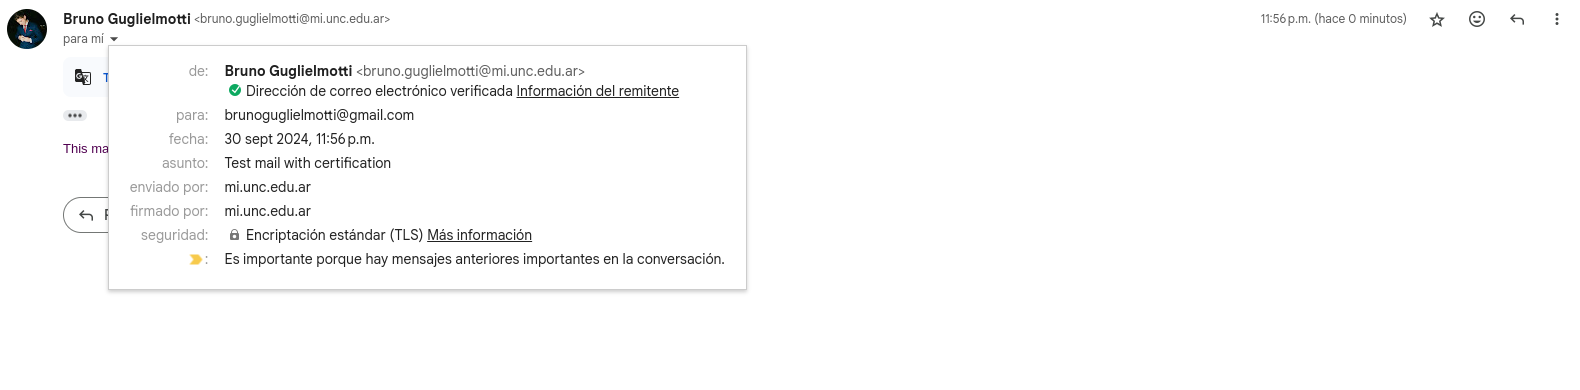 Bruno Guglielmotti <bruno.guglielmotti@mi.unc.edu.ar>
11:56 p.m. (hace 0 minutos)
para mí
de: Bruno Guglielmotti <bruno.guglielmotti@mi.unc.edu.ar>
Dirección de correo electrónico verificada Información del remitente
para: brunoguglielmotti@gmail.com
fecha: 30 sept 2024, 11:56 p.m.
asunto: Test mail with certification
This
enviado por: mi.unc.edu.ar
firmado por: mi.unc.edu.ar
seguridad: Encriptación estándar (TLS) Más información
: Es importante porque hay mensajes anteriores importantes en la conversación.